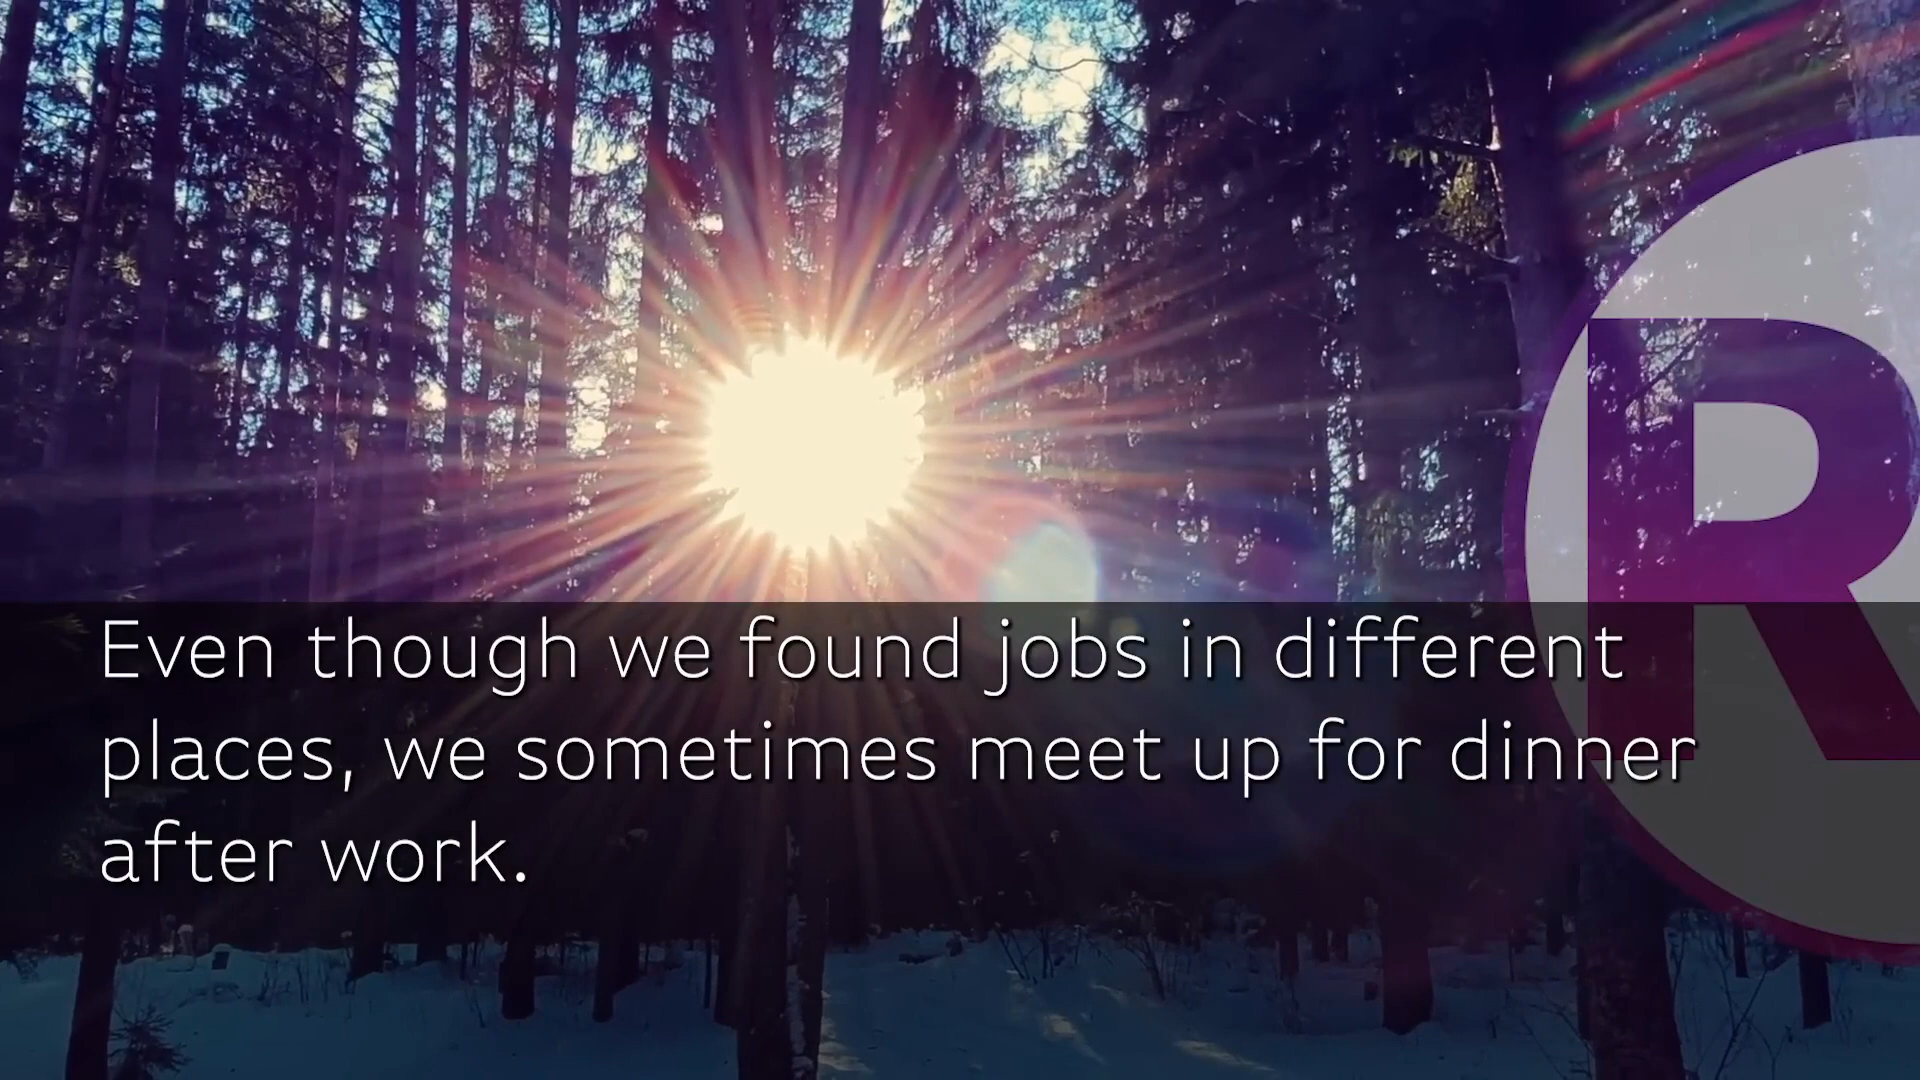 R
Even though we found jobs in different
places, we sometimes meet up for dinner
after work.